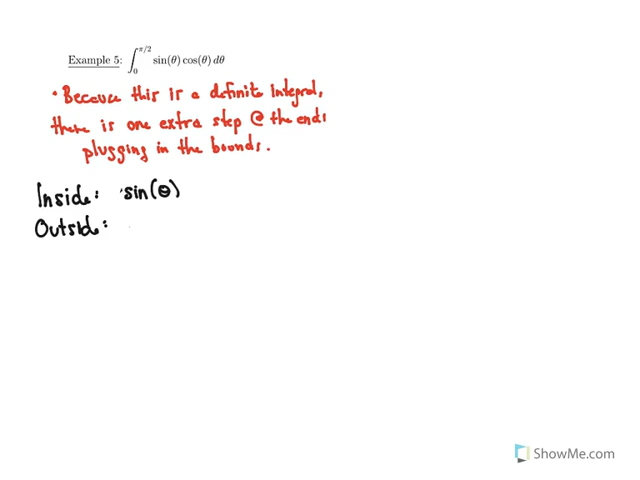 Example 5: ∫₀^{π/2} sin(θ) cos(θ) dθ
• Because this is a definite integral,
there is one extra step @ the end:
plugging in the bounds.
Inside: sin(θ)
Outside:
ShowMe.com